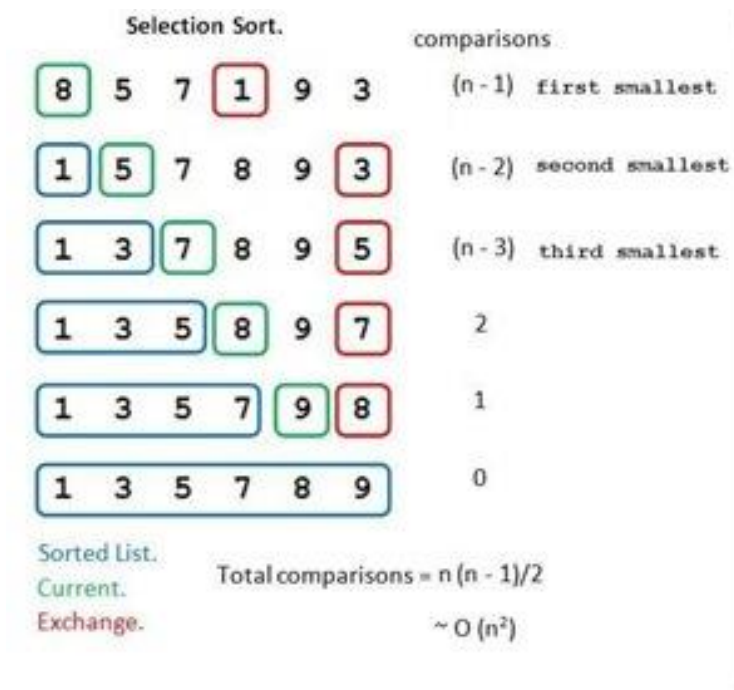 Selection Sort.
comparisons
8 5 7 1 9 3 (n - 1) first smallest
1 5 7 8 9 3 (n - 2) second smallest
1 3 7 8 9 5 (n - 3) third smallest
1 3 5 8 9 7 2
1 3 5 7 9 8 1
1 3 5 7 8 9 0
Sorted List.
Current.
Exchange.
Total comparisons = n (n - 1)/2
~ O (n²)